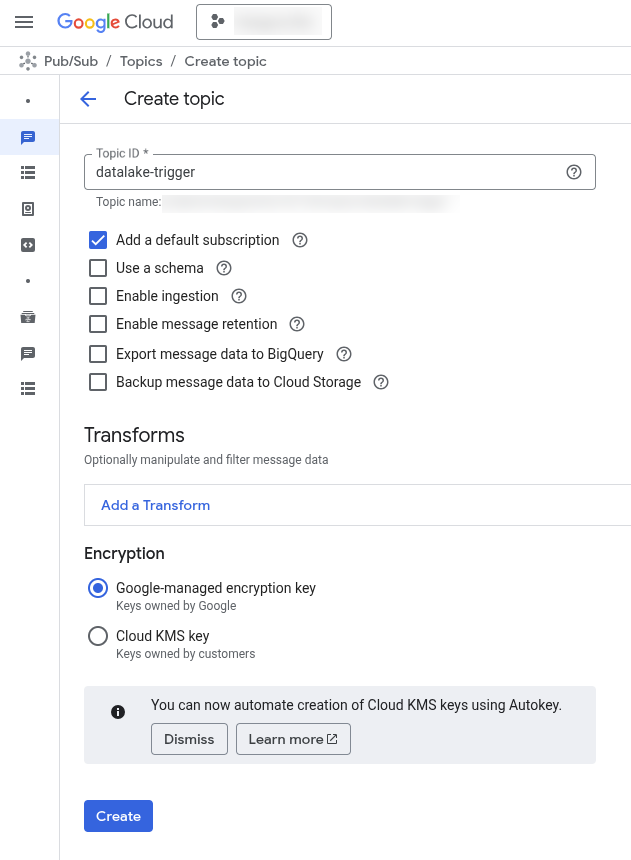 Google Cloud
Pub/Sub / Topics / Create topic
Create topic
Topic ID *
datalake-trigger
Topic name:
Add a default subscription
Use a schema
Enable ingestion
Enable message retention
Export message data to BigQuery
Backup message data to Cloud Storage
Transforms
Optionally manipulate and filter message data
Add a Transform
Encryption
Google-managed encryption key
Keys owned by Google
Cloud KMS key
Keys owned by customers
You can now automate creation of Cloud KMS keys using Autokey.
Dismiss Learn more
Create